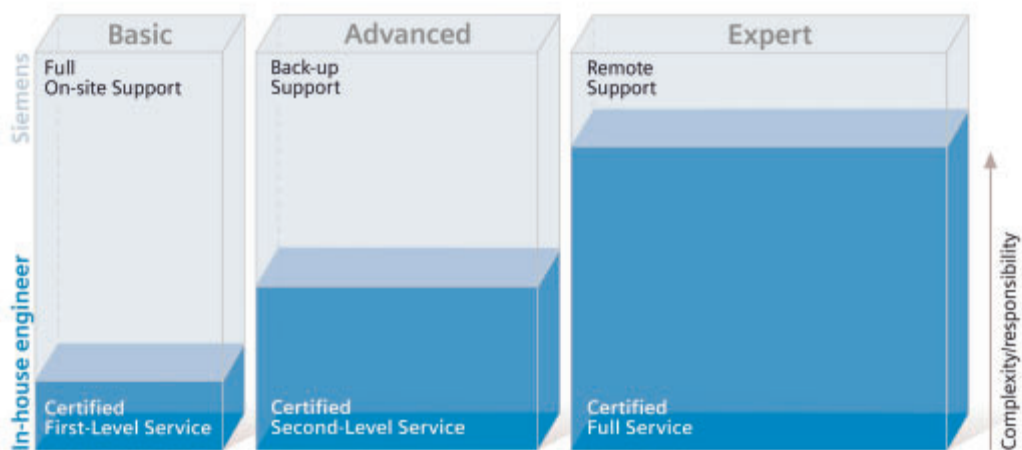 Basic
Advanced
Expert
Siemens
Full
On-site Support
Back-up
Support
Remote
Support
In-house engineer
Certified
First-Level Service
Certified
Second-Level Service
Certified
Full Service
Complexity/responsibility